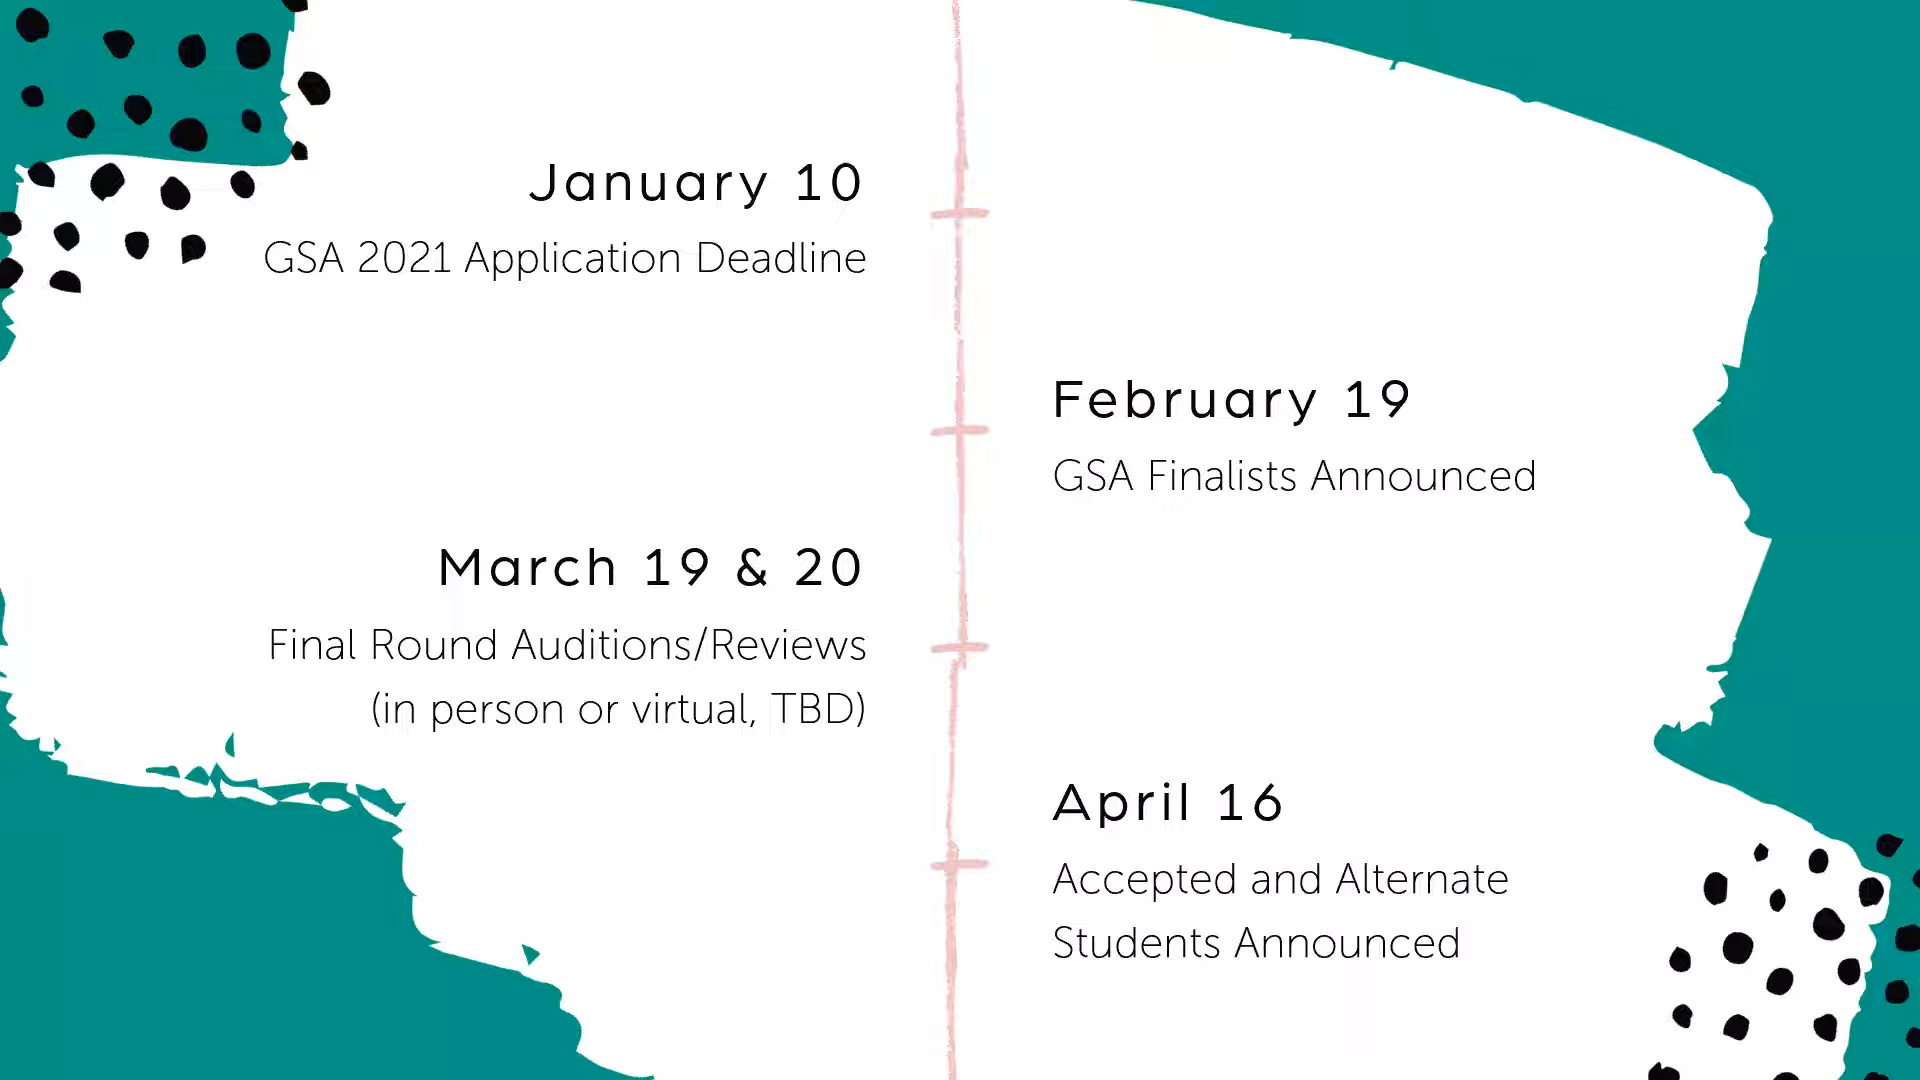 January 10
GSA 2021 Application Deadline
February 19
GSA Finalists Announced
March 19 & 20
Final Round Auditions/Reviews
(in person or virtual, TBD)
April 16
Accepted and Alternate
Students Announced